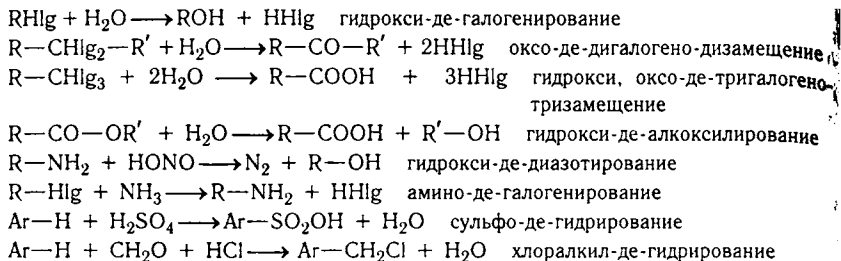 RHlg + H₂O ⟶ ROH + HHlg гидрокси-де-галогенирование
R—CHlg₂—R′ + H₂O ⟶ R—CO—R′ + 2HHlg оксо-де-дигалогено-дизамещение
R—CHlg₃ + 2H₂O ⟶ R—COOH + 3HHlg гидрокси, оксо-де-тригалогено-
тризамещение
R—CO—OR′ + H₂O ⟶ R—COOH + R′—OH гидрокси-де-алкоксилирование
R—NH₂ + HONO ⟶ N₂ + R—OH гидрокси-де-диазотирование
R—Hlg + NH₃ ⟶ R—NH₂ + HHlg амино-де-галогенирование
Ar—H + H₂SO₄ ⟶ Ar—SO₂OH + H₂O сульфо-де-гидрирование
Ar—H + CH₂O + HCl ⟶ Ar—CH₂Cl + H₂O хлоралкил-де-гидрирование